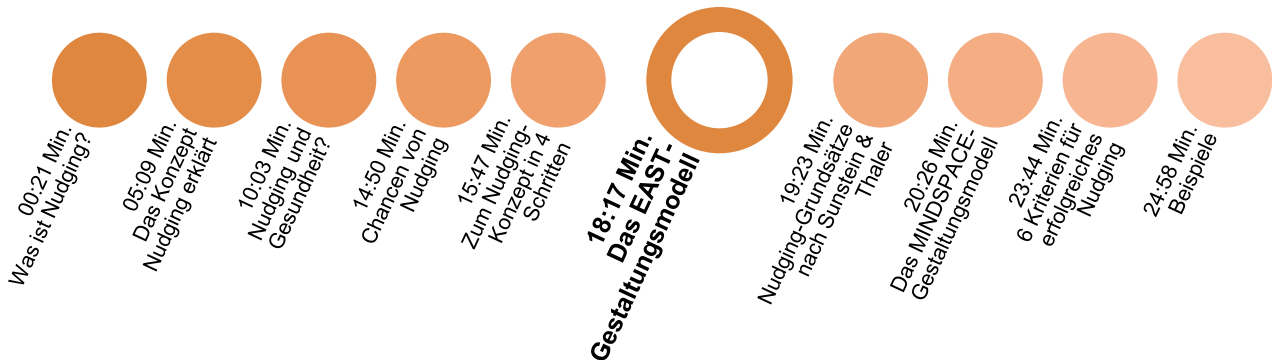 00:21 Min.
Was ist Nudging?
05:09 Min.
Das Konzept
Nudging erklärt
10:03 Min.
Nudging und
Gesundheit?
14:50 Min.
Chancen von
Nudging
15:47 Min.
Zum Nudging-
Konzept in 4
Schritten
18:17 Min.
Das EAST-
Gestaltungsmodell
19:23 Min.
Nudging-Grundsätze
nach Sunstein &
Thaler
20:26 Min.
Das MINDSPACE-
Gestaltungsmodell
23:44 Min.
6 Kriterien für
erfolgreiches
Nudging
24:58 Min.
Beispiele